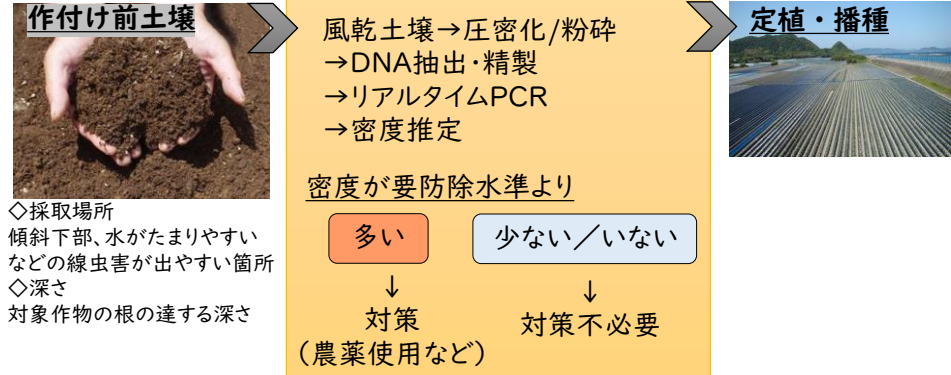 作付け前土壌
◇採取場所
傾斜下部、水がたまりやすい
などの線虫害が出やすい箇所
◇深さ
対象作物の根の達する深さ
風乾土壌→圧密化/粉砕
→DNA抽出・精製
→リアルタイムPCR
→密度推定
密度が要防除水準より
多い
↓
対策
(農薬使用など)
少ない／いない
↓
対策不必要
定植・播種